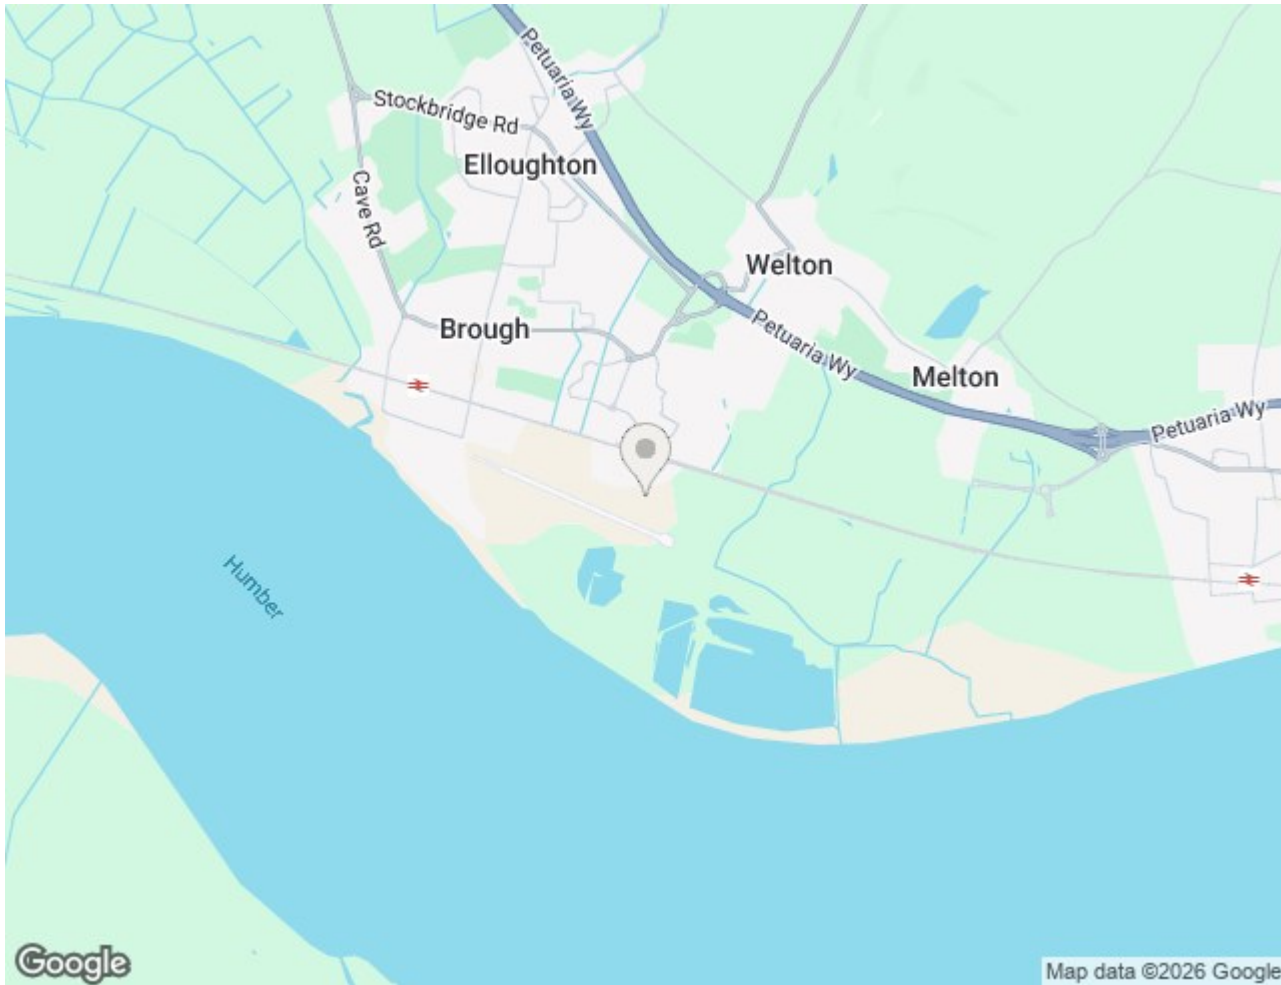 Petuaria Wy
Stockbridge Rd
Elloughton
Cave Rd
Welton
Brough
Petuaria Wy
Melton
Petuaria Wy
Humber
Google
Map data ©2026 Google